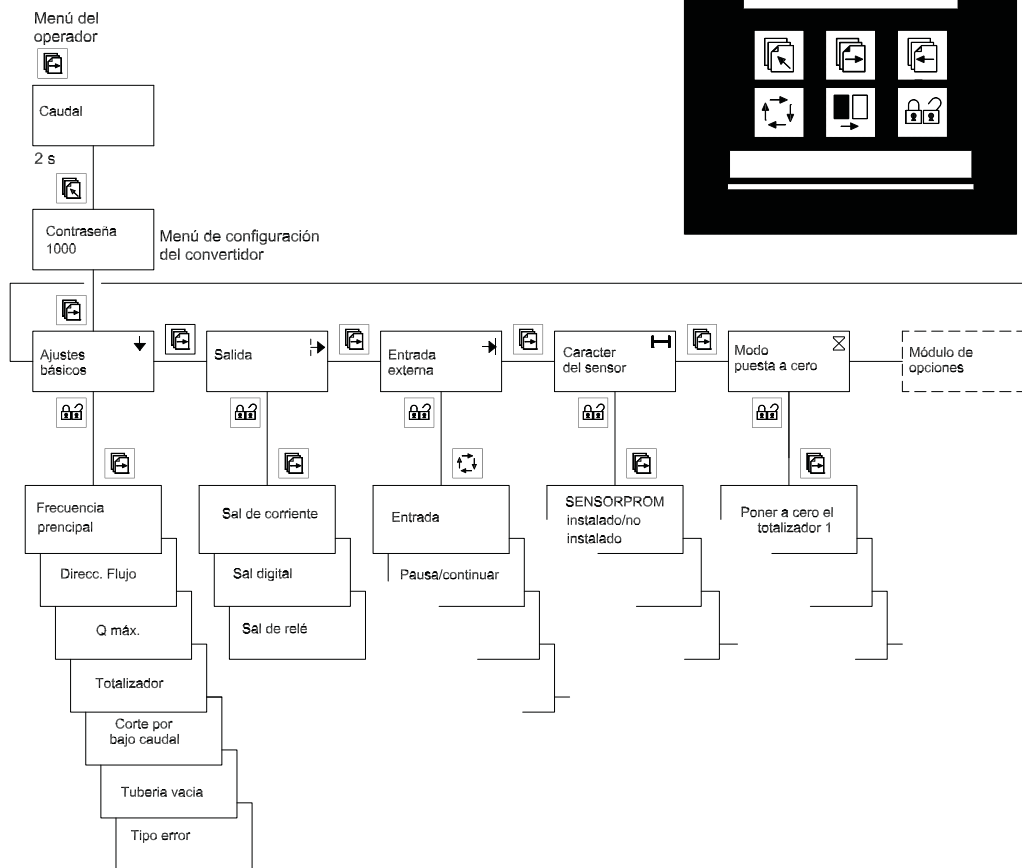 Menú del
operador
Caudal
2 s
Contraseña
1000
Menú de configuración
del convertidor
Ajustes
básicos
Salida
Entrada
externa
Caracter
del sensor
Modo
puesta a cero
Módulo de
opciones
Frecuencia
prencipal
Direcc. Flujo
Q máx.
Totalizador
Corte por
bajo caudal
Tuberia vacia
Tipo error
Sal de corriente
Sal digital
Sal de relé
Entrada
Pausa/continuar
SENSORPROM
instalado/no
instalado
Poner a cero el
totalizador 1